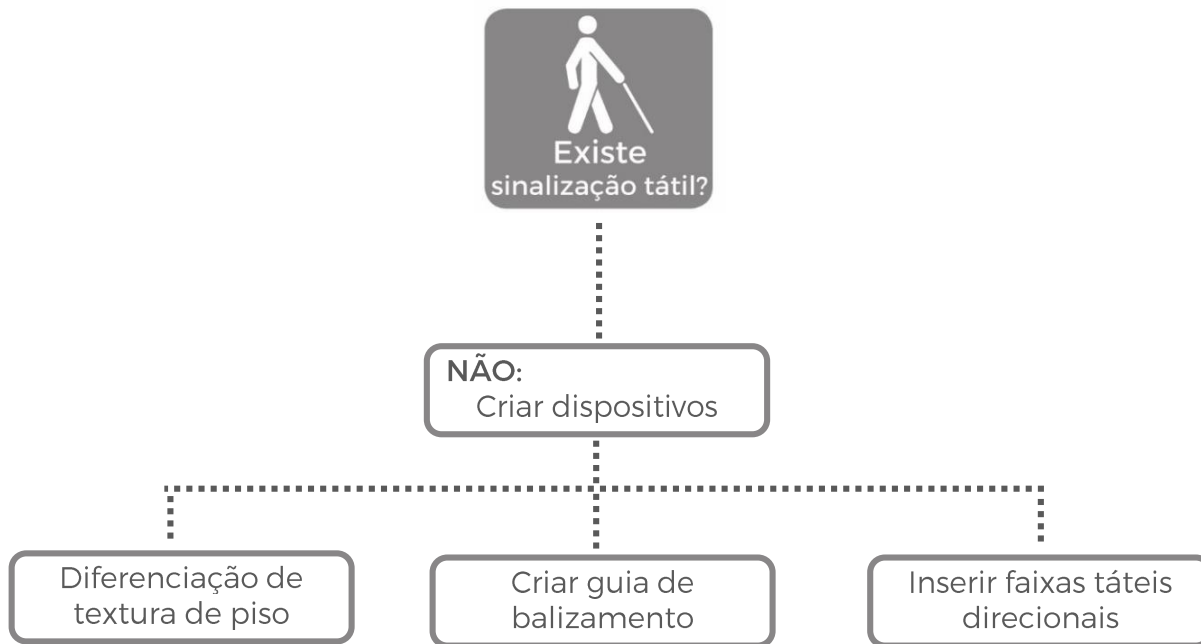 Existe
sinalização tátil?
NÃO:
Criar dispositivos
Diferenciação de
textura de piso
Criar guia de
balizamento
Inserir faixas táteis
direcionais